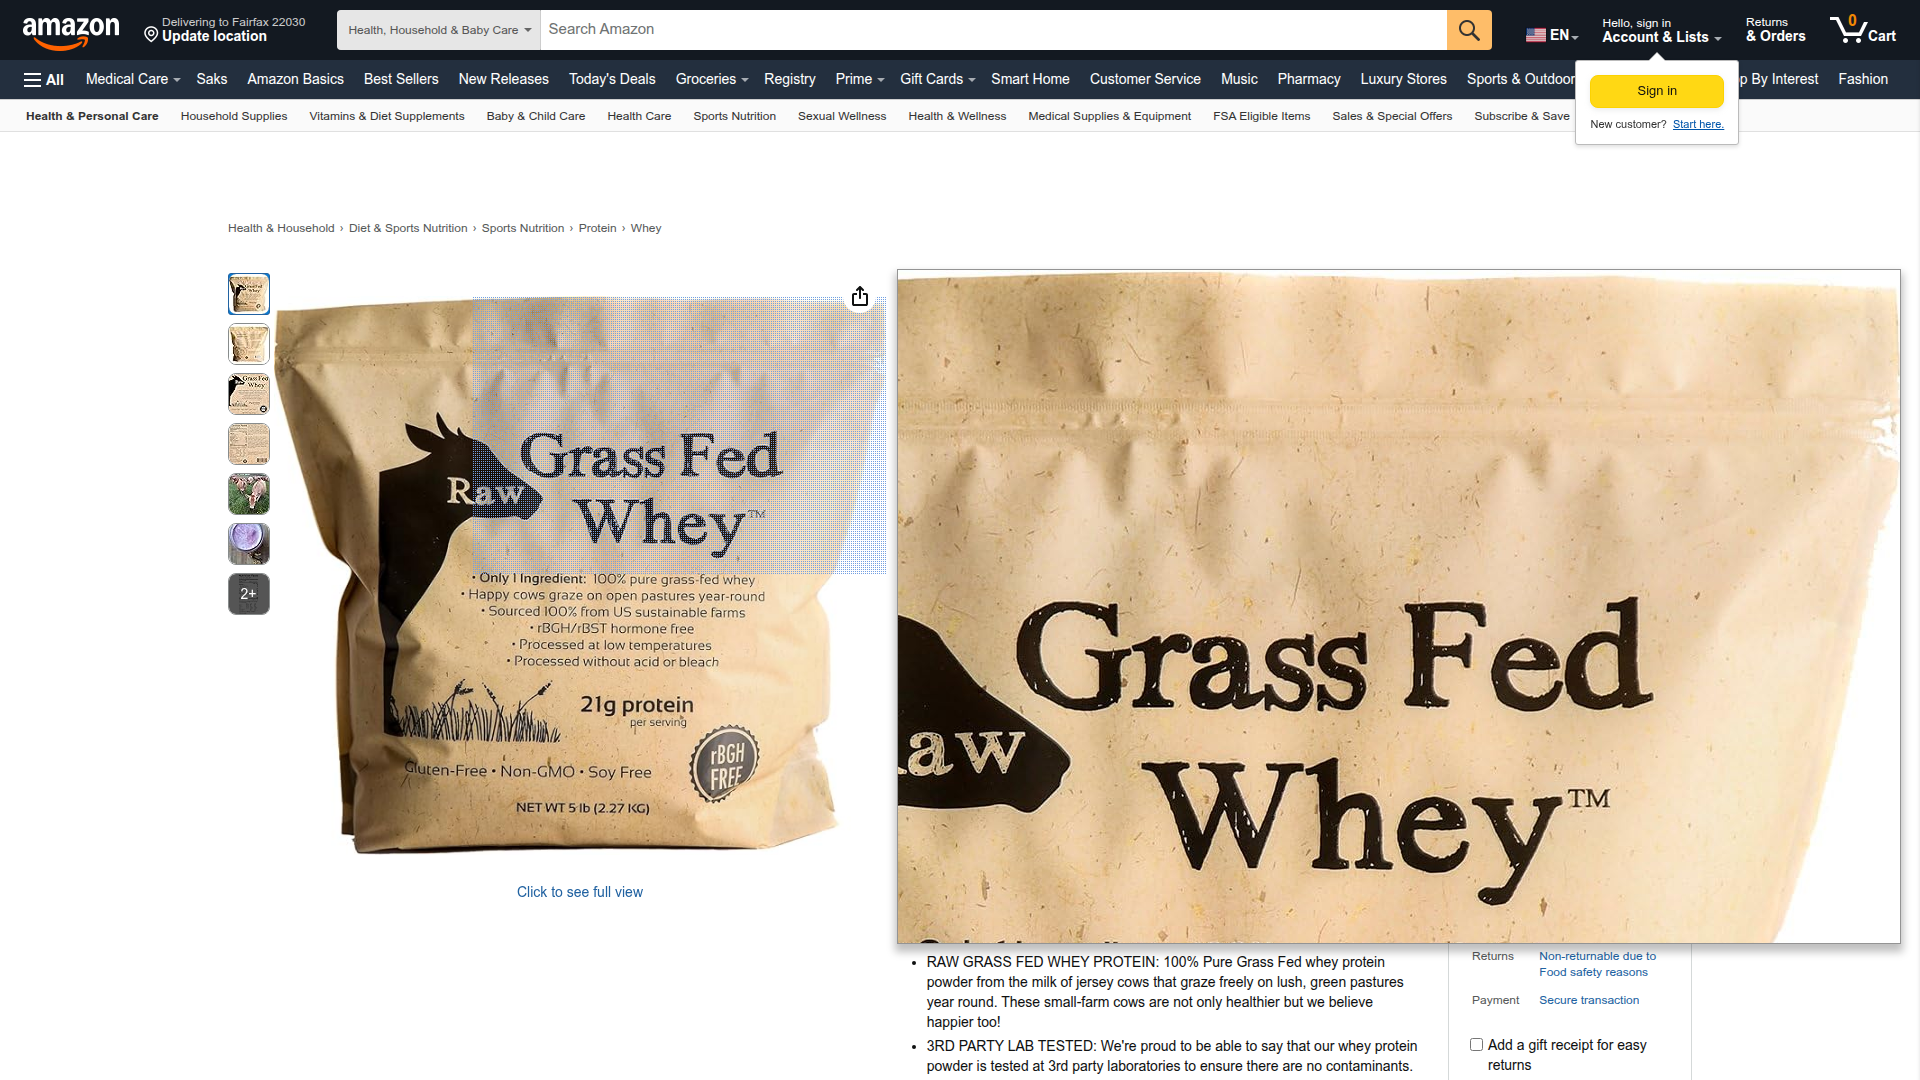 amazon
Delivering to Fairfax 22030
Update location
Health, Household & Baby Care
Search Amazon
EN
Hello, sign in
Account & Lists
Returns
& Orders
0
Cart
All
Medical Care
Saks
Amazon Basics
Best Sellers
New Releases
Today's Deals
Groceries
Registry
Prime
Gift Cards
Smart Home
Customer Service
Music
Pharmacy
Luxury Stores
Sports & Outdoor
p By Interest
Fashion
Sign in
New customer? Start here.
Health & Personal Care
Household Supplies
Vitamins & Diet Supplements
Baby & Child Care
Health Care
Sports Nutrition
Sexual Wellness
Health & Wellness
Medical Supplies & Equipment
FSA Eligible Items
Sales & Special Offers
Subscribe & Save
Health & Household › Diet & Sports Nutrition › Sports Nutrition › Protein › Whey
2+
Raw
Grass Fed
Whey™
• Only 1 Ingredient: 100% pure grass-fed whey
• Happy cows graze on open pastures year-round
• Sourced 100% from US sustainable farms
• rBGH/rBST hormone free
• Processed at low temperatures
• Processed without acid or bleach
21g protein
per serving
rBGH
FREE
Gluten-Free • Non-GMO • Soy Free
NET WT 5 lb (2.27 KG)
Click to see full view
Grass Fed
aw
Whey™
• RAW GRASS FED WHEY PROTEIN: 100% Pure Grass Fed whey protein
powder from the milk of jersey cows that graze freely on lush, green pastures
year round. These small-farm cows are not only healthier but we believe
happier too!
• 3RD PARTY LAB TESTED: We're proud to be able to say that our whey protein
powder is tested at 3rd party laboratories to ensure there are no contaminants.
Returns
Non-returnable due to
Food safety reasons
Payment
Secure transaction
Add a gift receipt for easy
returns